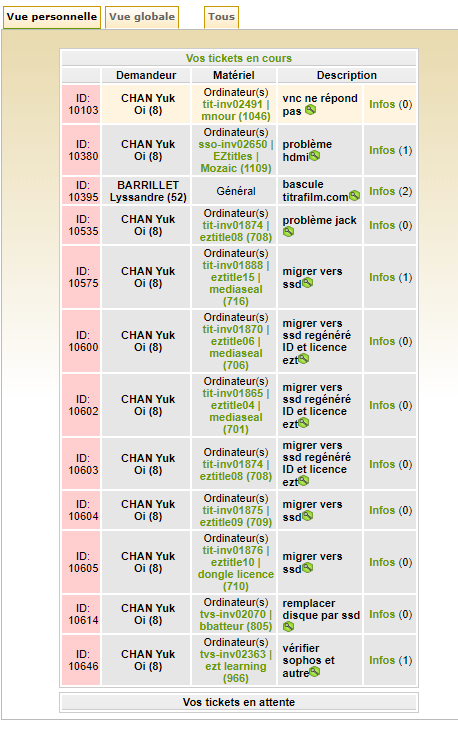 Vue personnelle
Vue globale
Tous
Vos tickets en cours
Demandeur
Matériel
Description
ID:
10103
CHAN Yuk
Oi (8)
Ordinateur(s)
tit-inv02491 |
mnour (1046)
vnc ne répond
pas
Infos (0)
ID:
10380
CHAN Yuk
Oi (8)
Ordinateur(s)
sso-inv02650 |
EZtitles |
Mozaic (1109)
problème
hdmi
Infos (1)
ID:
10395
BARRILLET
Lyssandre (52)
Général
bascule
titrafilm.com
Infos (2)
ID:
10535
CHAN Yuk
Oi (8)
Ordinateur(s)
tit-inv01874 |
eztitle08 (708)
problème jack
Infos (0)
ID:
10575
CHAN Yuk
Oi (8)
Ordinateur(s)
tit-inv01888 |
eztitle15 |
mediaseal
(716)
migrer vers
ssd
Infos (1)
ID:
10600
CHAN Yuk
Oi (8)
Ordinateur(s)
tit-inv01870 |
eztitle06 |
mediaseal
(706)
migrer vers
ssd regénéré
ID et licence
ezt
Infos (0)
ID:
10602
CHAN Yuk
Oi (8)
Ordinateur(s)
tit-inv01865 |
eztitle04 |
mediaseal
(701)
migrer vers
ssd regénéré
ID et licence
ezt
Infos (0)
ID:
10603
CHAN Yuk
Oi (8)
Ordinateur(s)
tit-inv01874 |
eztitle08 (708)
migrer vers
ssd regénéré
ID et licence
ezt
Infos (0)
ID:
10604
CHAN Yuk
Oi (8)
Ordinateur(s)
tit-inv01875 |
eztitle09 (709)
migrer vers
ssd
Infos (0)
ID:
10605
CHAN Yuk
Oi (8)
Ordinateur(s)
tit-inv01876 |
eztitle10 |
dongle licence
(710)
migrer vers
ssd
Infos (0)
ID:
10614
CHAN Yuk
Oi (8)
Ordinateur(s)
tvs-inv02070 |
bbatteur (805)
remplacer
disque par ssd
Infos (0)
ID:
10646
CHAN Yuk
Oi (8)
Ordinateur(s)
tvs-inv02363 |
ezt learning
(966)
vérifier
sophos et
autre
Infos (1)
Vos tickets en attente